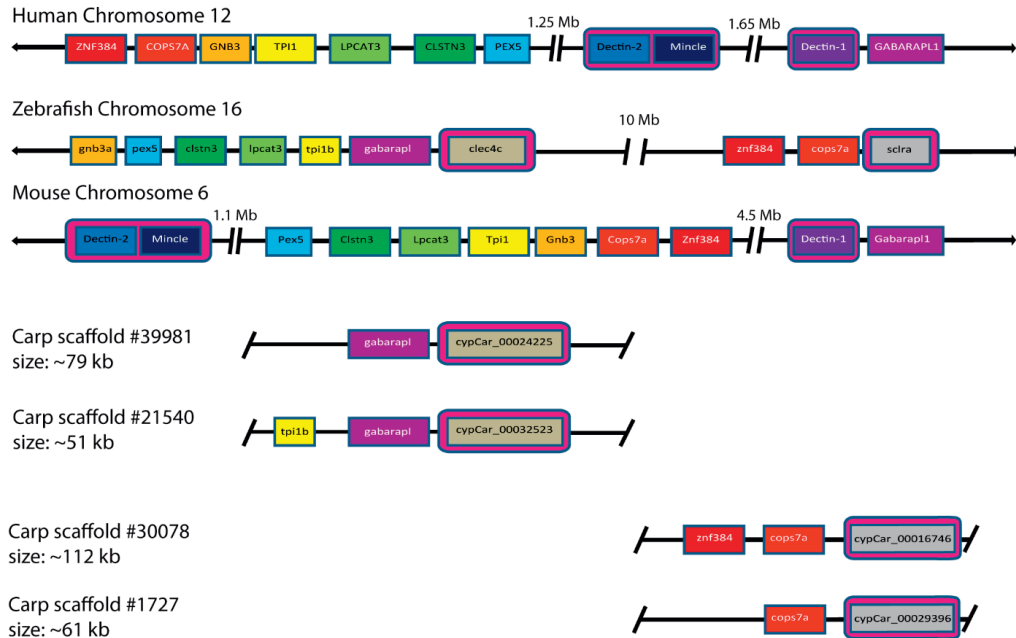 Human Chromosome 12
1.25 Mb 1.65 Mb
ZNF384 COPS7A GNB3 TPI1 LPCAT3 CLSTN3 PEX5 Dectin-2 Mincle Dectin-1 GABARAPL1
Zebrafish Chromosome 16
10 Mb
gnb3a pex5 clstn3 lpcat3 tpi1b gabarapl clec4c znf384 cops7a sclra
Mouse Chromosome 6
1.1 Mb 4.5 Mb
Dectin-2 Mincle Pex5 Clstn3 Lpcat3 Tpi1 Gnb3 Cops7a Znf384 Dectin-1 Gabarapl1
Carp scaffold #39981
size: ~79 kb
gabarapl cypCar_00024225
Carp scaffold #21540
size: ~51 kb
tpi1b gabarapl cypCar_00032523
Carp scaffold #30078
size: ~112 kb
znf384 cops7a cypCar_00016746
Carp scaffold #1727
size: ~61 kb
cops7a cypCar_00029396